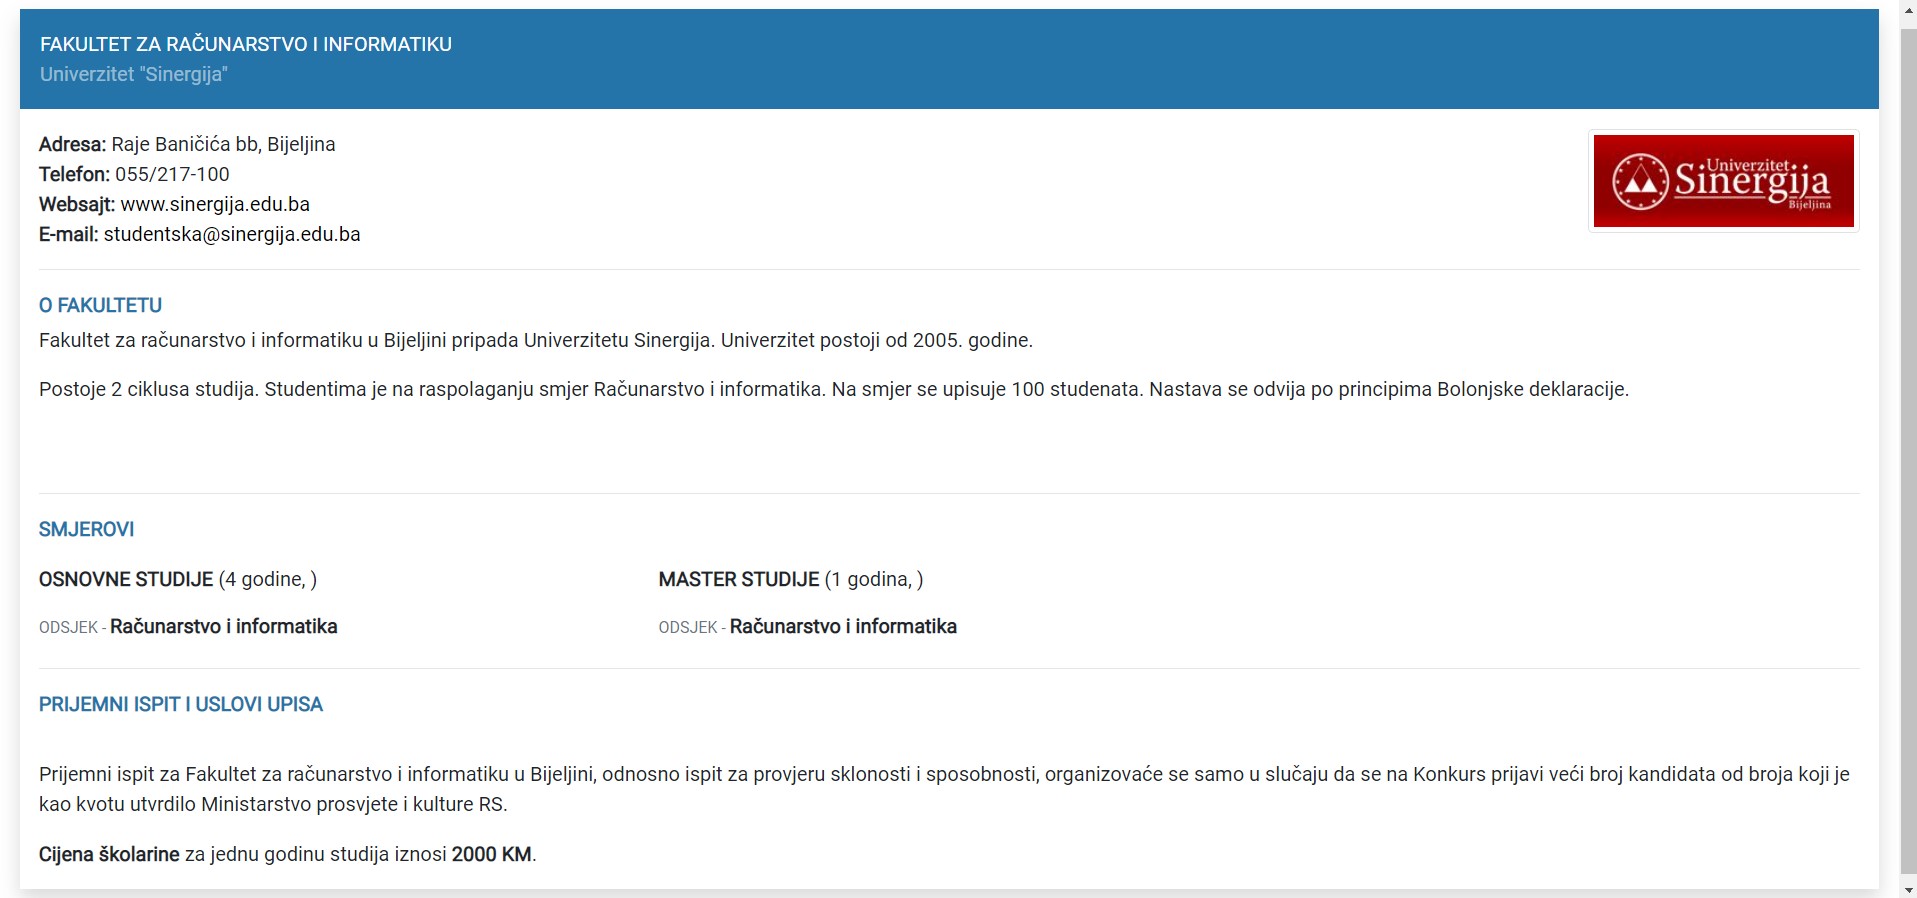 FAKULTET ZA RAČUNARSTVO I INFORMATIKU
Univerzitet "Sinergija"
Adresa: Raje Baničića bb, Bijeljina
Telefon: 055/217-100
Websajt: www.sinergija.edu.ba
E-mail: studentska@sinergija.edu.ba
Univerzitet
Sinergija
Bijeljina
O FAKULTETU
Fakultet za računarstvo i informatiku u Bijeljini pripada Univerzitetu Sinergija. Univerzitet postoji od 2005. godine.
Postoje 2 ciklusa studija. Studentima je na raspolaganju smjer Računarstvo i informatika. Na smjer se upisuje 100 studenata. Nastava se odvija po principima Bolonjske deklaracije.
SMJEROVI
OSNOVNE STUDIJE (4 godine, )
ODSJEK - Računarstvo i informatika
MASTER STUDIJE (1 godina, )
ODSJEK - Računarstvo i informatika
PRIJEMNI ISPIT I USLOVI UPISA
Prijemni ispit za Fakultet za računarstvo i informatiku u Bijeljini, odnosno ispit za provjeru sklonosti i sposobnosti, organizovaće se samo u slučaju da se na Konkurs prijavi veći broj kandidata od broja koji je
kao kvotu utvrdilo Ministarstvo prosvjete i kulture RS.
Cijena školarine za jednu godinu studija iznosi 2000 KM.